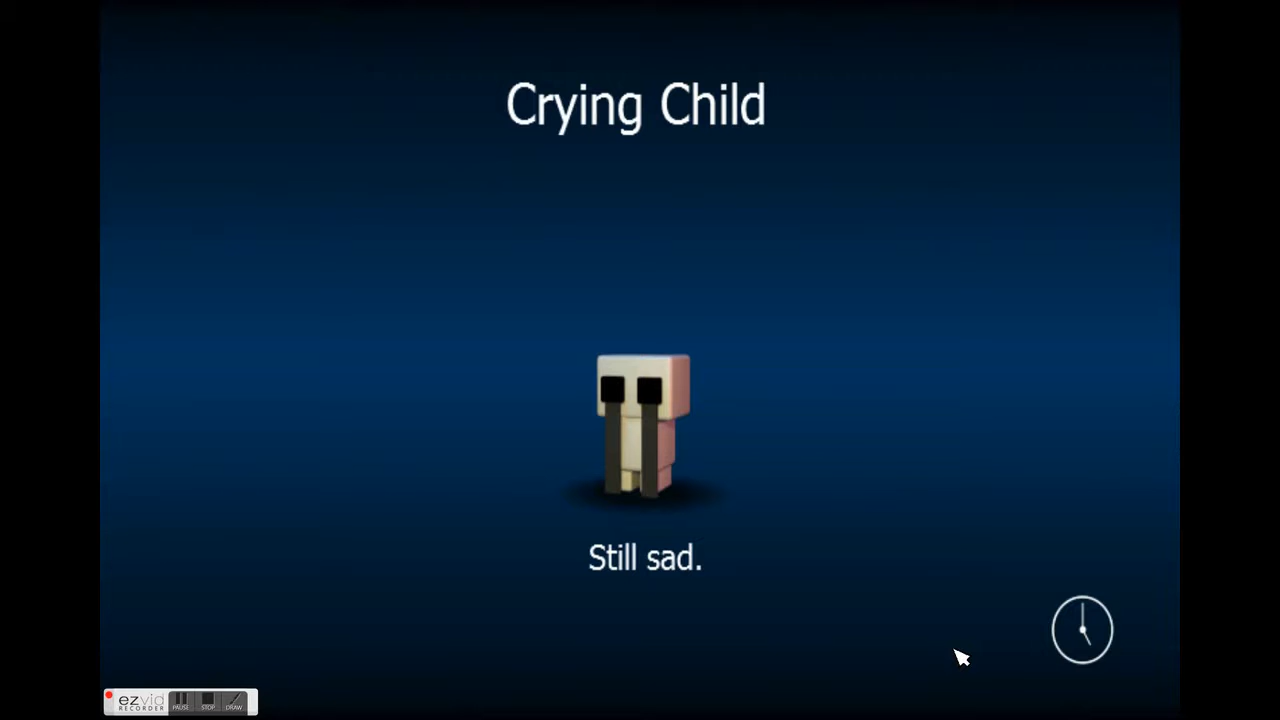 Crying Child
Still sad.
ezvid
RECORDER
PAUSE
STOP
DRAW